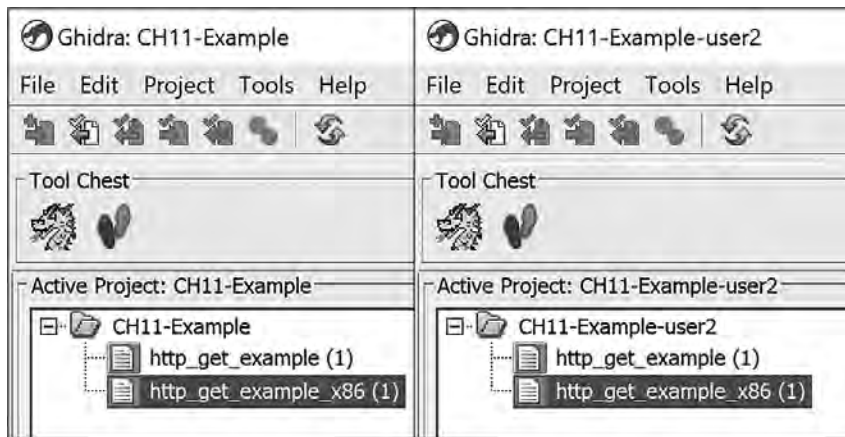 Ghidra: CH11-Example
File Edit Project Tools Help
Tool Chest
Active Project: CH11-Example
CH11-Example
http_get_example (1)
http_get_example_x86 (1)
Ghidra: CH11-Example-user2
File Edit Project Tools Help
Tool Chest
Active Project: CH11-Example-user2
CH11-Example-user2
http_get_example (1)
http_get_example_x86 (1)